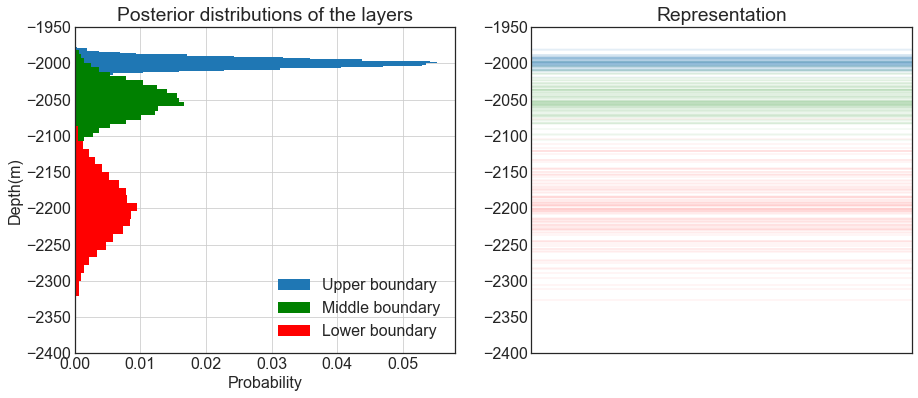 Posterior distributions of the layers
−1950
−2000
−2050
−2100
−2150
−2200
−2250
−2300
−2350
−2400
Depth(m)
0.00 0.01 0.02 0.03 0.04 0.05
Probability
Upper boundary
Middle boundary
Lower boundary
Representation
−1950
−2000
−2050
−2100
−2150
−2200
−2250
−2300
−2350
−2400